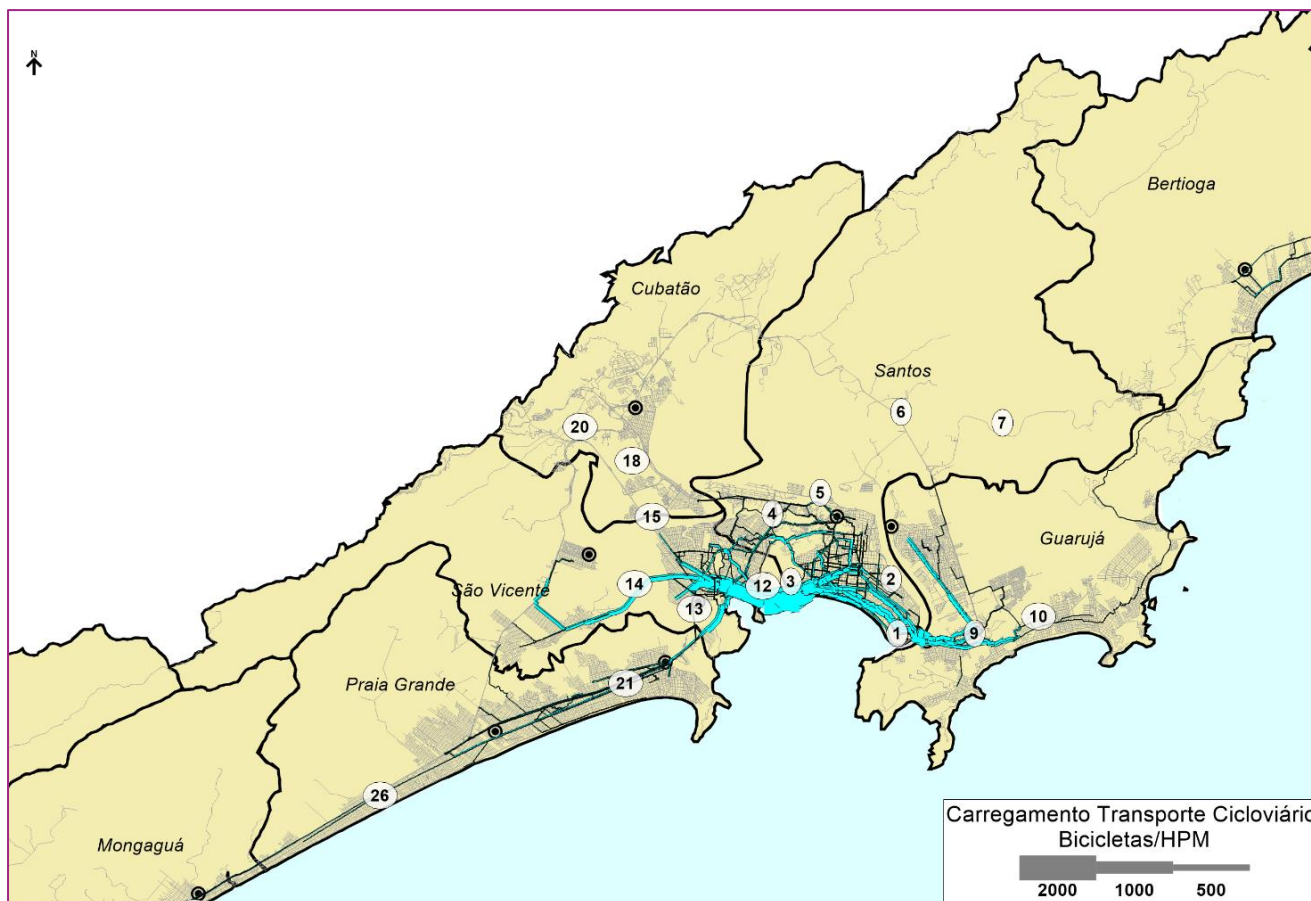 N
Bertioga
Cubatão
Santos
6
7
20
18
5
4
15
Guarujá
São Vicente
14
12
3
2
13
1
9
10
Praia Grande
21
26
Mongaguá
Carregamento Transporte Cicloviário
Bicicletas/HPM
2000 1000 500